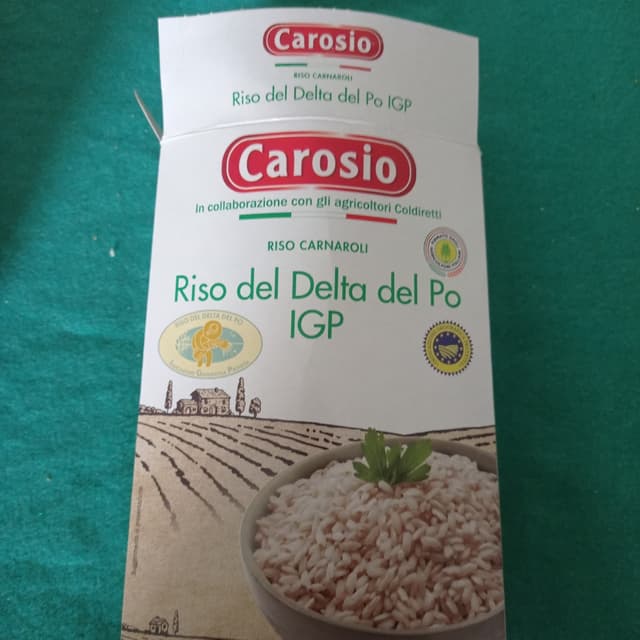 Carosio
RISO CARNAROLI
Riso del Delta del Po IGP
Carosio
In collaborazione con gli agricoltori Coldiretti
RISO CARNAROLI
Riso del Delta del Po
IGP
RISO DEL DELTA DEL PO